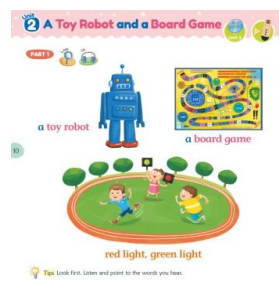 Unit
2 A Toy Robot and a Board Game
PART 1
a toy robot
a board game
10
red light, green light
Tips Look first. Listen and point to the words you hear.